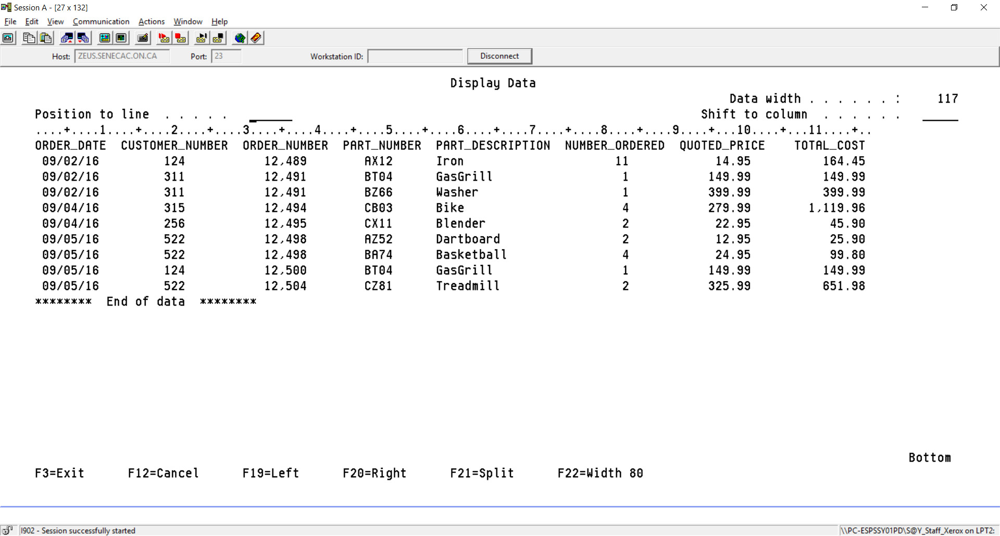 Session A - [27 x 132]
File Edit View Communication Actions Window Help
Host: ZEUS.SENECAC.ON.CA Port: 23 Workstation ID: Disconnect
Display Data
Data width . . . . . . : 117
Position to line . . . . . Shift to column . . . . . .
....+....1....+....2....+....3....+....4....+....5....+....6....+....7....+....8....+....9....+...10....+...11....+..
ORDER_DATE CUSTOMER_NUMBER ORDER_NUMBER PART_NUMBER PART_DESCRIPTION NUMBER_ORDERED QUOTED_PRICE TOTAL_COST
09/02/16 124 12,489 AX12 Iron 11 14.95 164.45
09/02/16 311 12,491 BT04 GasGrill 1 149.99 149.99
09/02/16 311 12,491 BZ66 Washer 1 399.99 399.99
09/04/16 315 12,494 CB03 Bike 4 279.99 1,119.96
09/04/16 256 12,495 CX11 Blender 2 22.95 45.90
09/05/16 522 12,498 AZ52 Dartboard 2 12.95 25.90
09/05/16 522 12,498 BA74 Basketball 4 24.95 99.80
09/05/16 124 12,500 BT04 GasGrill 1 149.99 149.99
09/05/16 522 12,504 CZ81 Treadmill 2 325.99 651.98
******** End of data ********
Bottom
F3=Exit F12=Cancel F19=Left F20=Right F21=Split F22=Width 80
I902 - Session successfully started \\PC-ESPSSY01PD\S@Y_Staff_Xerox on LPT2: